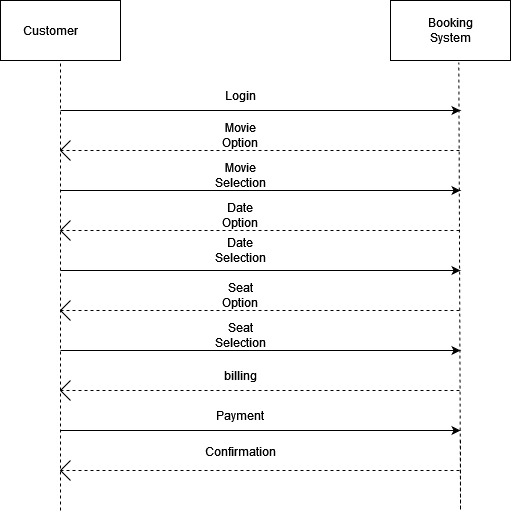 Customer
Booking
System
Login
Movie
Option
Movie
Selection
Date
Option
Date
Selection
Seat
Option
Seat
Selection
billing
Payment
Confirmation